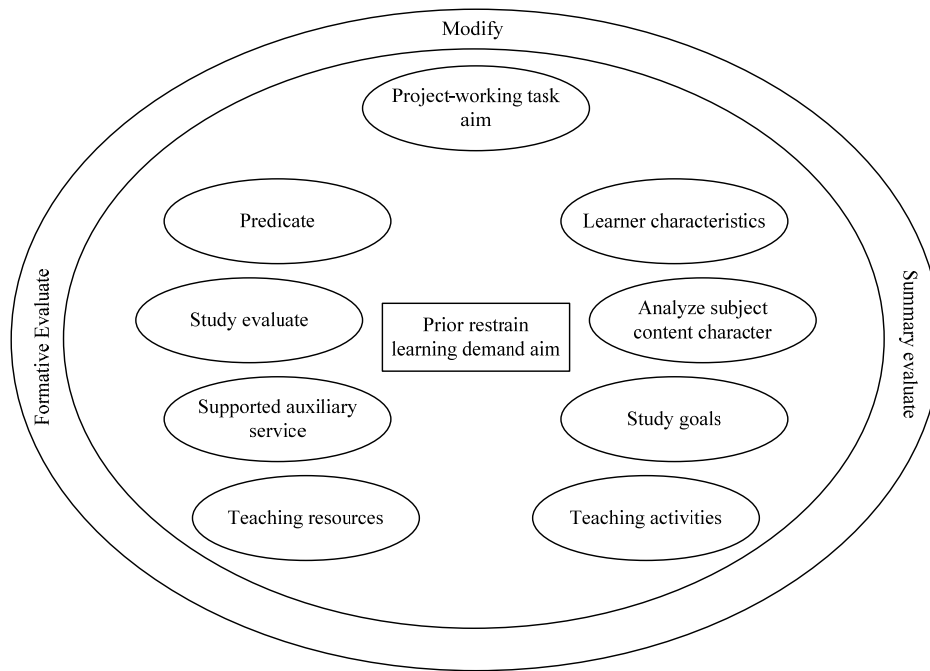 Modify
Project-working task
aim
Predicate
Learner characteristics
Formative Evaluate
Study evaluate
Prior restrain
learning demand aim
Analyze subject
content character
Summary evaluate
Supported auxiliary
service
Study goals
Teaching resources
Teaching activities